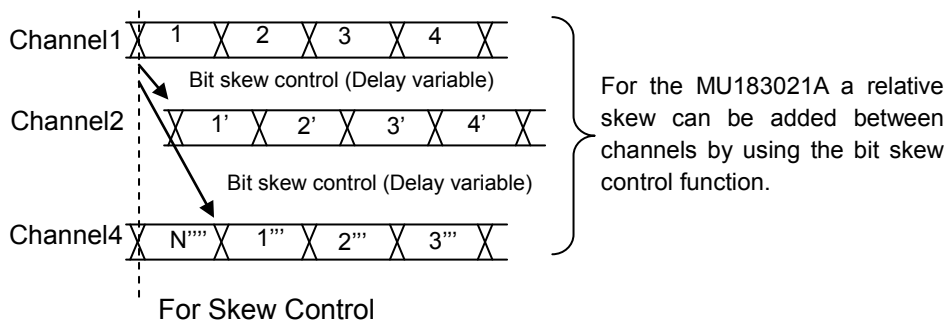 Channel1 1 2 3 4
Bit skew control (Delay variable)
Channel2 1' 2' 3' 4'
Bit skew control (Delay variable)
Channel4 N'''' 1''' 2''' 3'''
For Skew Control
For the MU183021A a relative
skew can be added between
channels by using the bit skew
control function.